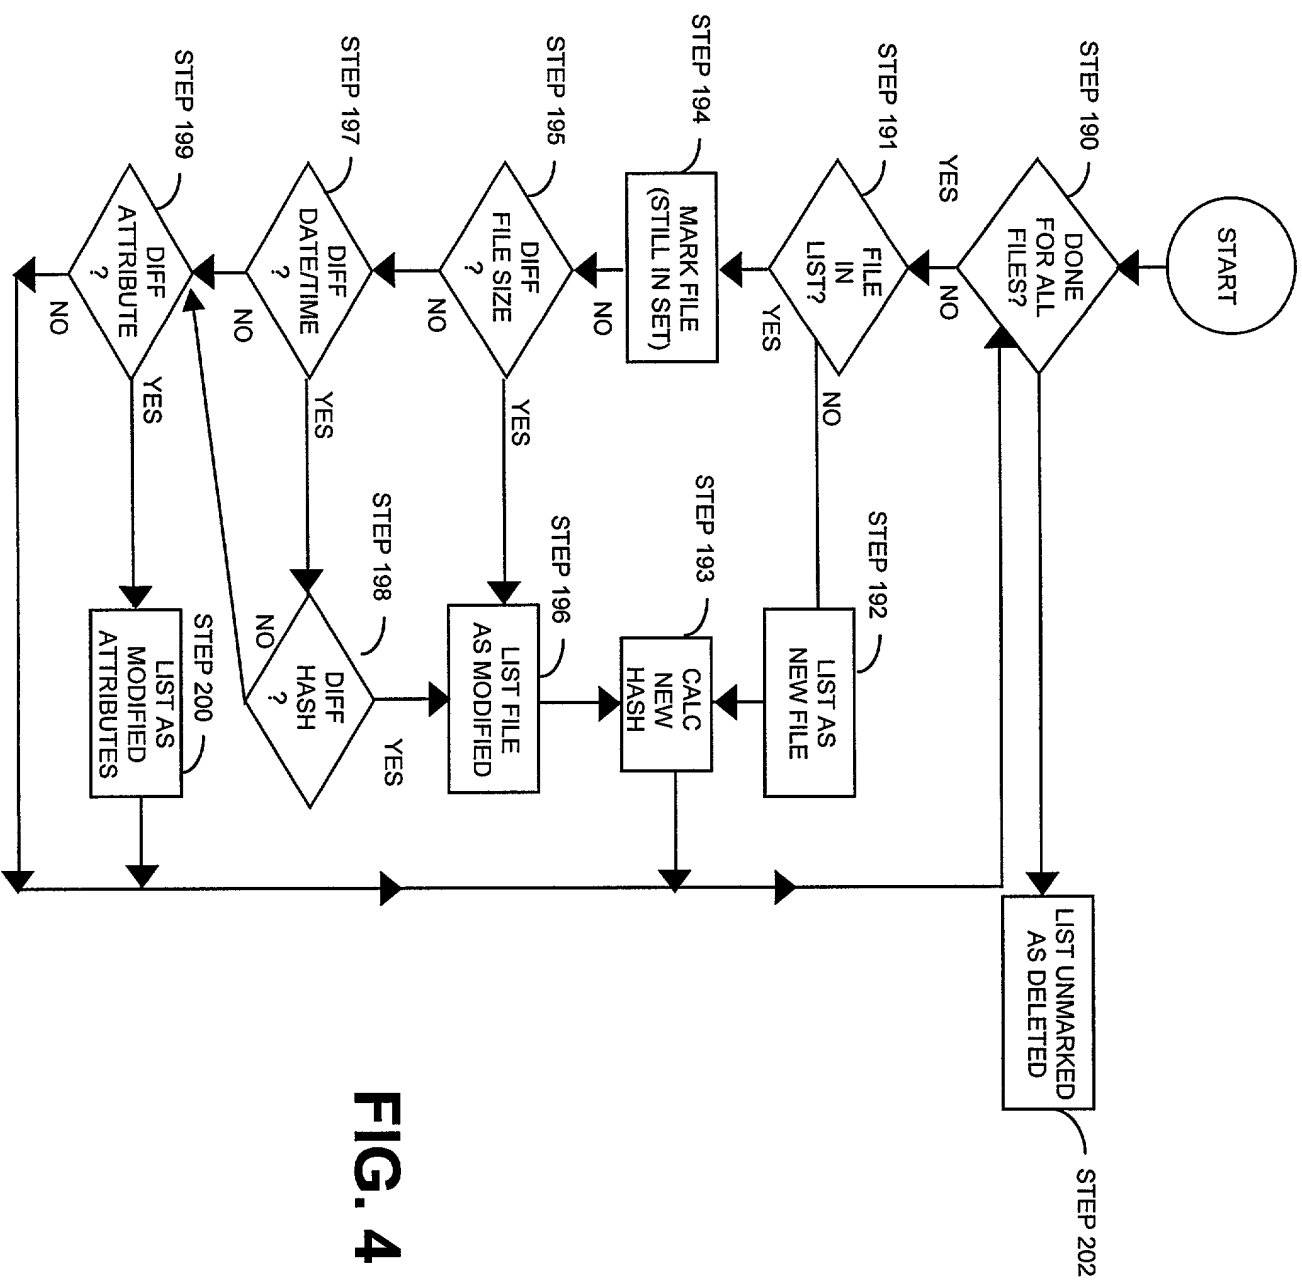 START
STEP 190
DONE
FOR ALL
FILES?
YES
NO
STEP 191
FILE
IN
LIST?
YES
NO
STEP 192
LIST AS
NEW FILE
STEP 193
CALC
NEW
HASH
STEP 194
MARK FILE
(STILL IN SET)
NO
STEP 195
DIFF
FILE SIZE
?
YES
NO
STEP 196
LIST FILE
AS MODIFIED
STEP 197
DIFF
DATE/TIME
?
YES
NO
STEP 198
DIFF
HASH
?
YES
NO
STEP 199
DIFF
ATTRIBUTE
?
YES
NO
STEP 200
LIST AS
MODIFIED
ATTRIBUTES
LIST UNMARKED
AS DELETED
STEP 202
FIG. 4